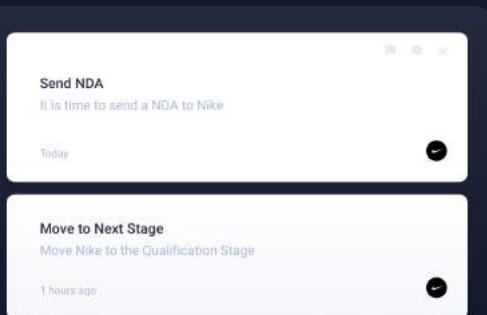 Send NDA
It is time to send a NDA to Nike
Today
Move to Next Stage
Move Nike to the Qualification Stage
1 hours ago